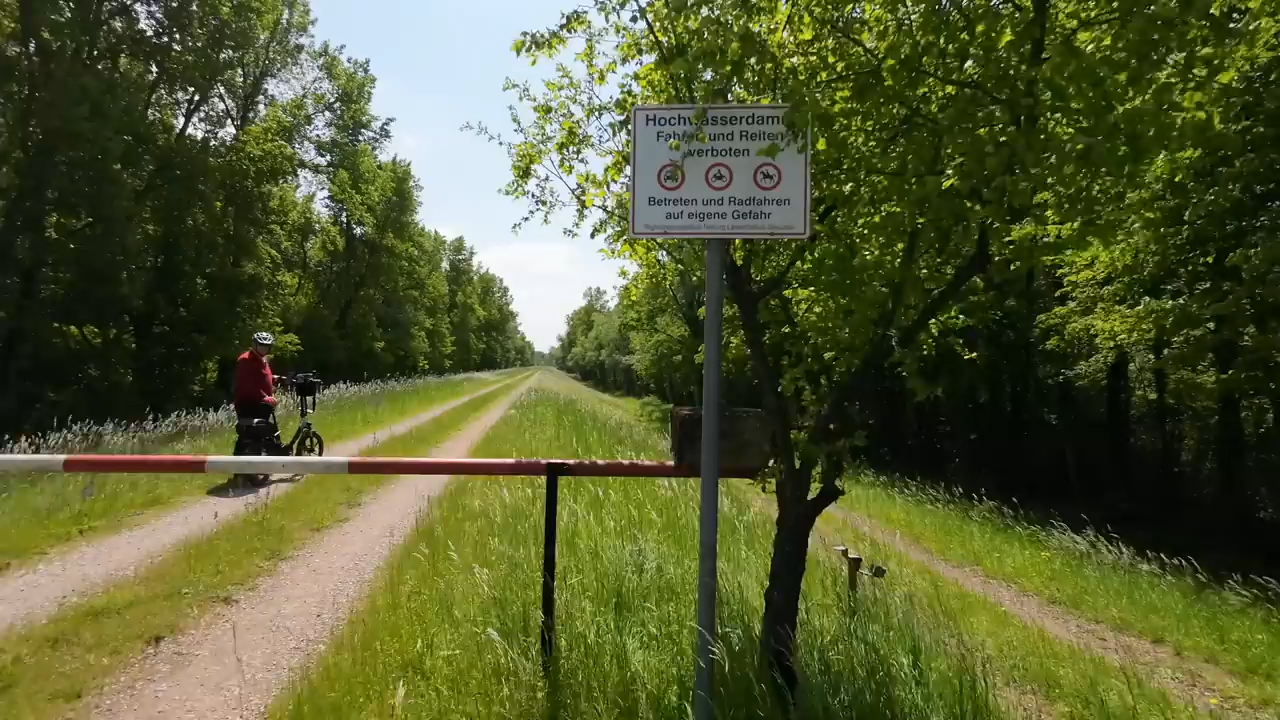 Hochwasserdamm
Fahren und Reiten
verboten
Betreten und Radfahren
auf eigene Gefahr